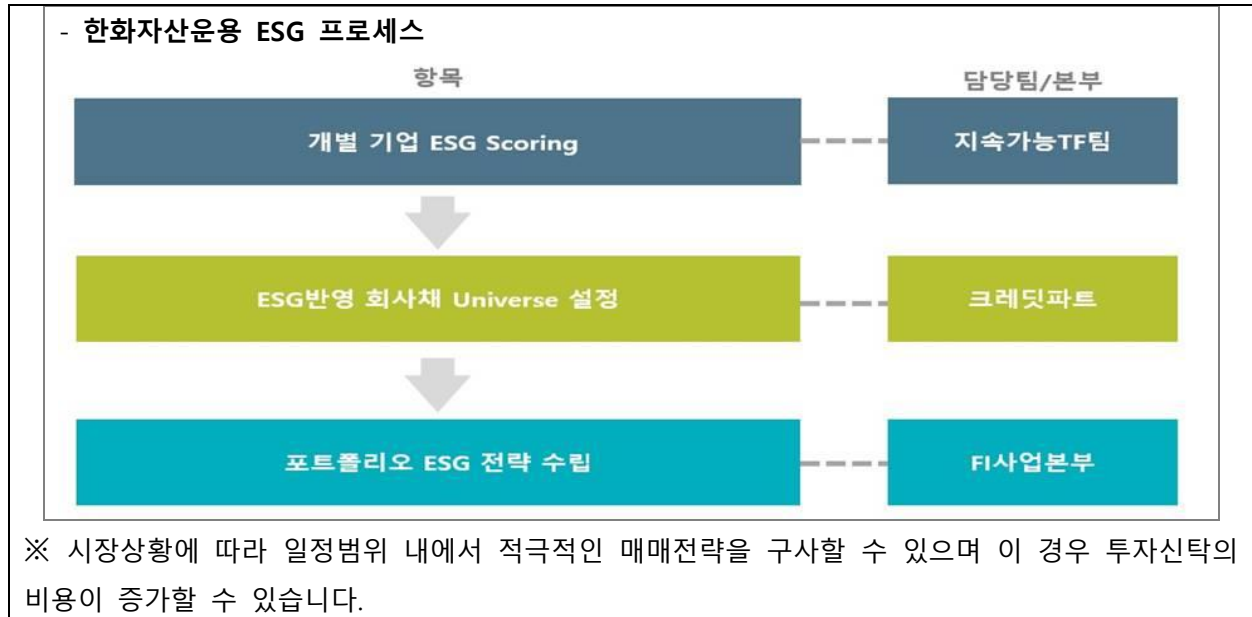 - 한화자산운용 ESG 프로세스
항목 담당팀/본부
개별 기업 ESG Scoring 지속가능TF팀
ESG반영 회사채 Universe 설정 크레딧파트
포트폴리오 ESG 전략 수립 FI사업본부
※ 시장상황에 따라 일정범위 내에서 적극적인 매매전략을 구사할 수 있으며 이 경우 투자신탁의
비용이 증가할 수 있습니다.